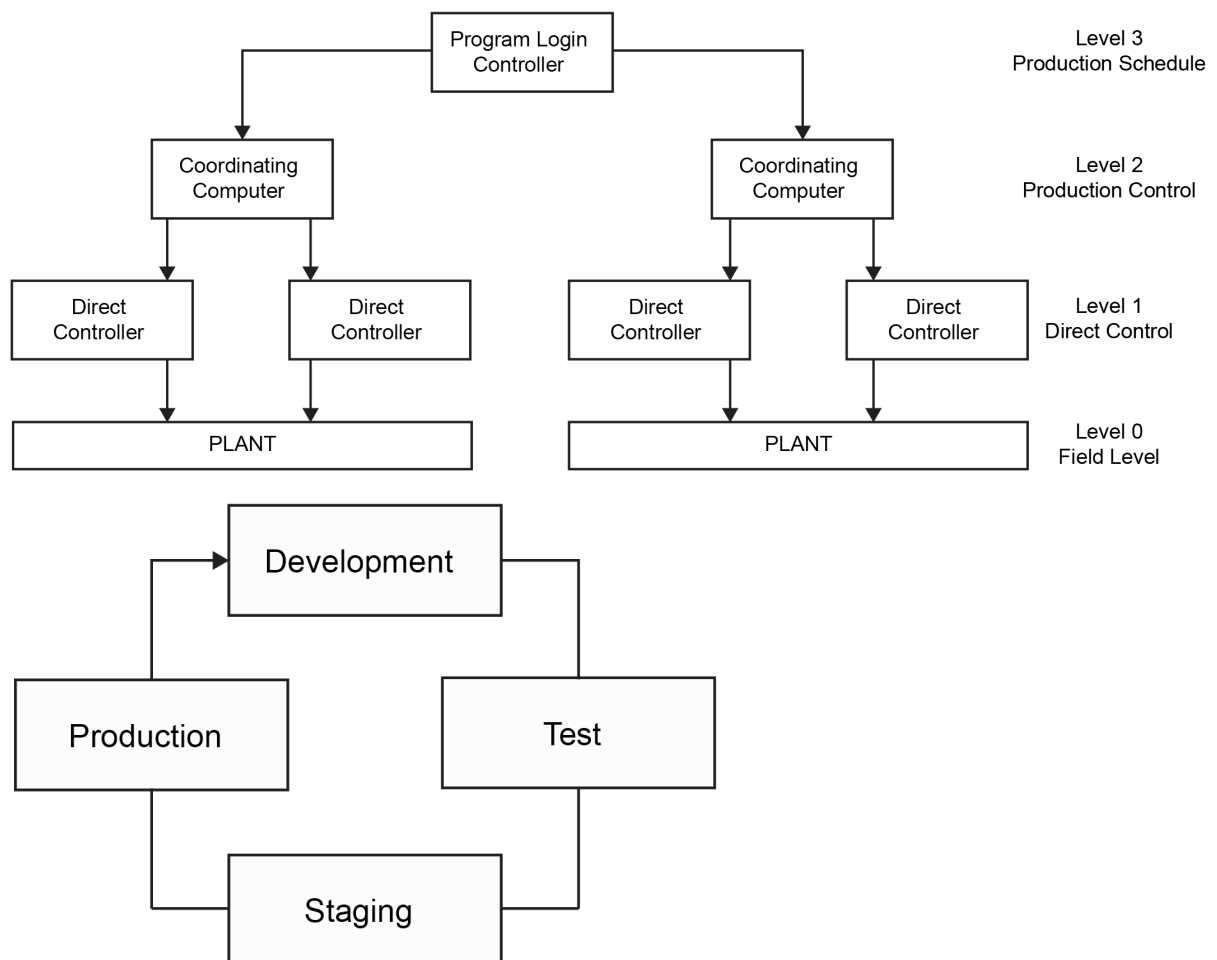 Program Login
Controller
Level 3
Production Schedule
Coordinating
Computer
Coordinating
Computer
Level 2
Production Control
Direct
Controller
Direct
Controller
Direct
Controller
Direct
Controller
Level 1
Direct Control
PLANT
PLANT
Level 0
Field Level
Development
Production
Test
Staging